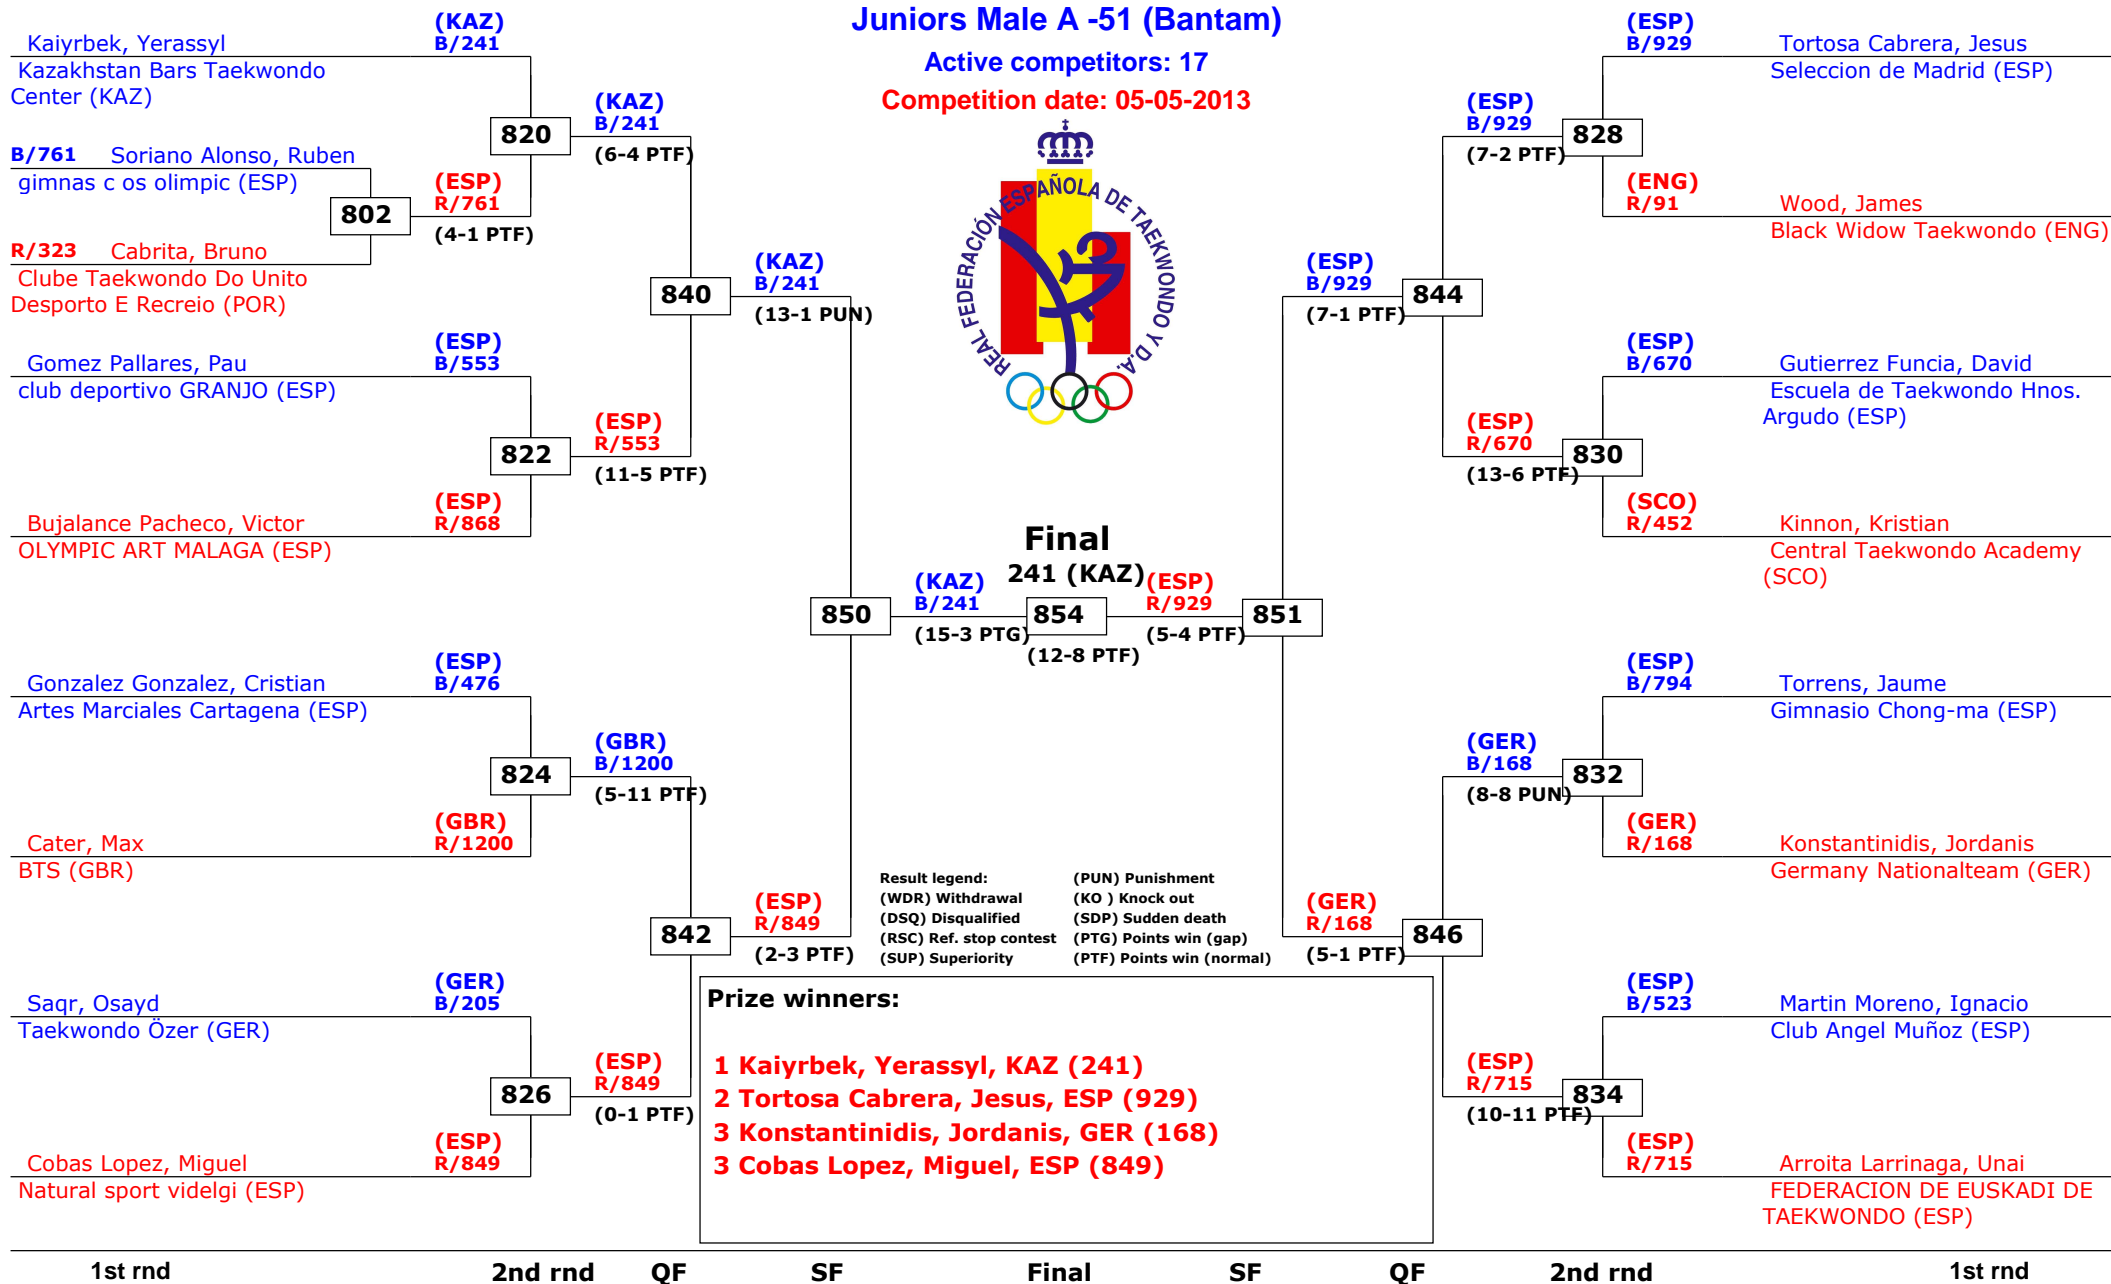 Juniors Male A -51 (Bantam)
Active competitors: 17
Competition date: 05-05-2013
REAL FEDERACIÓN ESPAÑOLA DE TAEKWONDO Y D.A.
(KAZ)
B/241
Kaiyrbek, Yerassyl
Kazakhstan Bars Taekwondo
Center (KAZ)
820
(KAZ)
B/241
(6-4 PTF)
B/761 Soriano Alonso, Ruben
gimnas c os olimpic (ESP)
802
(ESP)
R/761
(4-1 PTF)
R/323 Cabrita, Bruno
Clube Taekwondo Do Unito
Desporto E Recreio (POR)
840
(KAZ)
B/241
(13-1 PUN)
(ESP)
B/553
Gomez Pallares, Pau
club deportivo GRANJO (ESP)
822
(ESP)
R/553
(11-5 PTF)
(ESP)
R/868
Bujalance Pacheco, Victor
OLYMPIC ART MALAGA (ESP)
850
(KAZ)
B/241
(15-3 PTG)
Final
241 (KAZ)
854
(12-8 PTF)
(ESP)
R/929
(5-4 PTF)
851
(ESP)
B/476
Gonzalez Gonzalez, Cristian
Artes Marciales Cartagena (ESP)
824
(GBR)
B/1200
(5-11 PTF)
(GBR)
R/1200
Cater, Max
BTS (GBR)
842
(ESP)
R/849
(2-3 PTF)
(GER)
B/205
Saqr, Osayd
Taekwondo Özer (GER)
826
(ESP)
R/849
(0-1 PTF)
(ESP)
R/849
Cobas Lopez, Miguel
Natural sport videlgi (ESP)
(ESP)
B/929
Tortosa Cabrera, Jesus
Seleccion de Madrid (ESP)
(ESP)
B/929
(7-2 PTF)
828
(ENG)
R/91
Wood, James
Black Widow Taekwondo (ENG)
(ESP)
B/929
(7-1 PTF)
844
(ESP)
B/670
Gutierrez Funcia, David
Escuela de Taekwondo Hnos.
Argudo (ESP)
(ESP)
R/670
(13-6 PTF)
830
(SCO)
R/452
Kinnon, Kristian
Central Taekwondo Academy
(SCO)
(ESP)
B/794
Torrens, Jaume
Gimnasio Chong-ma (ESP)
(GER)
B/168
(8-8 PUN)
832
(GER)
R/168
Konstantinidis, Jordanis
Germany Nationalteam (GER)
(GER)
R/168
(5-1 PTF)
846
(ESP)
B/523
Martin Moreno, Ignacio
Club Angel Muñoz (ESP)
(ESP)
R/715
(10-11 PTF)
834
(ESP)
R/715
Arroita Larrinaga, Unai
FEDERACION DE EUSKADI DE
TAEKWONDO (ESP)
Result legend: (PUN) Punishment
(WDR) Withdrawal (KO ) Knock out
(DSQ) Disqualified (SDP) Sudden death
(RSC) Ref. stop contest (PTG) Points win (gap)
(SUP) Superiority (PTF) Points win (normal)
Prize winners:
1 Kaiyrbek, Yerassyl, KAZ (241)
2 Tortosa Cabrera, Jesus, ESP (929)
3 Konstantinidis, Jordanis, GER (168)
3 Cobas Lopez, Miguel, ESP (849)
1st rnd 2nd rnd QF SF Final SF QF 2nd rnd 1st rnd